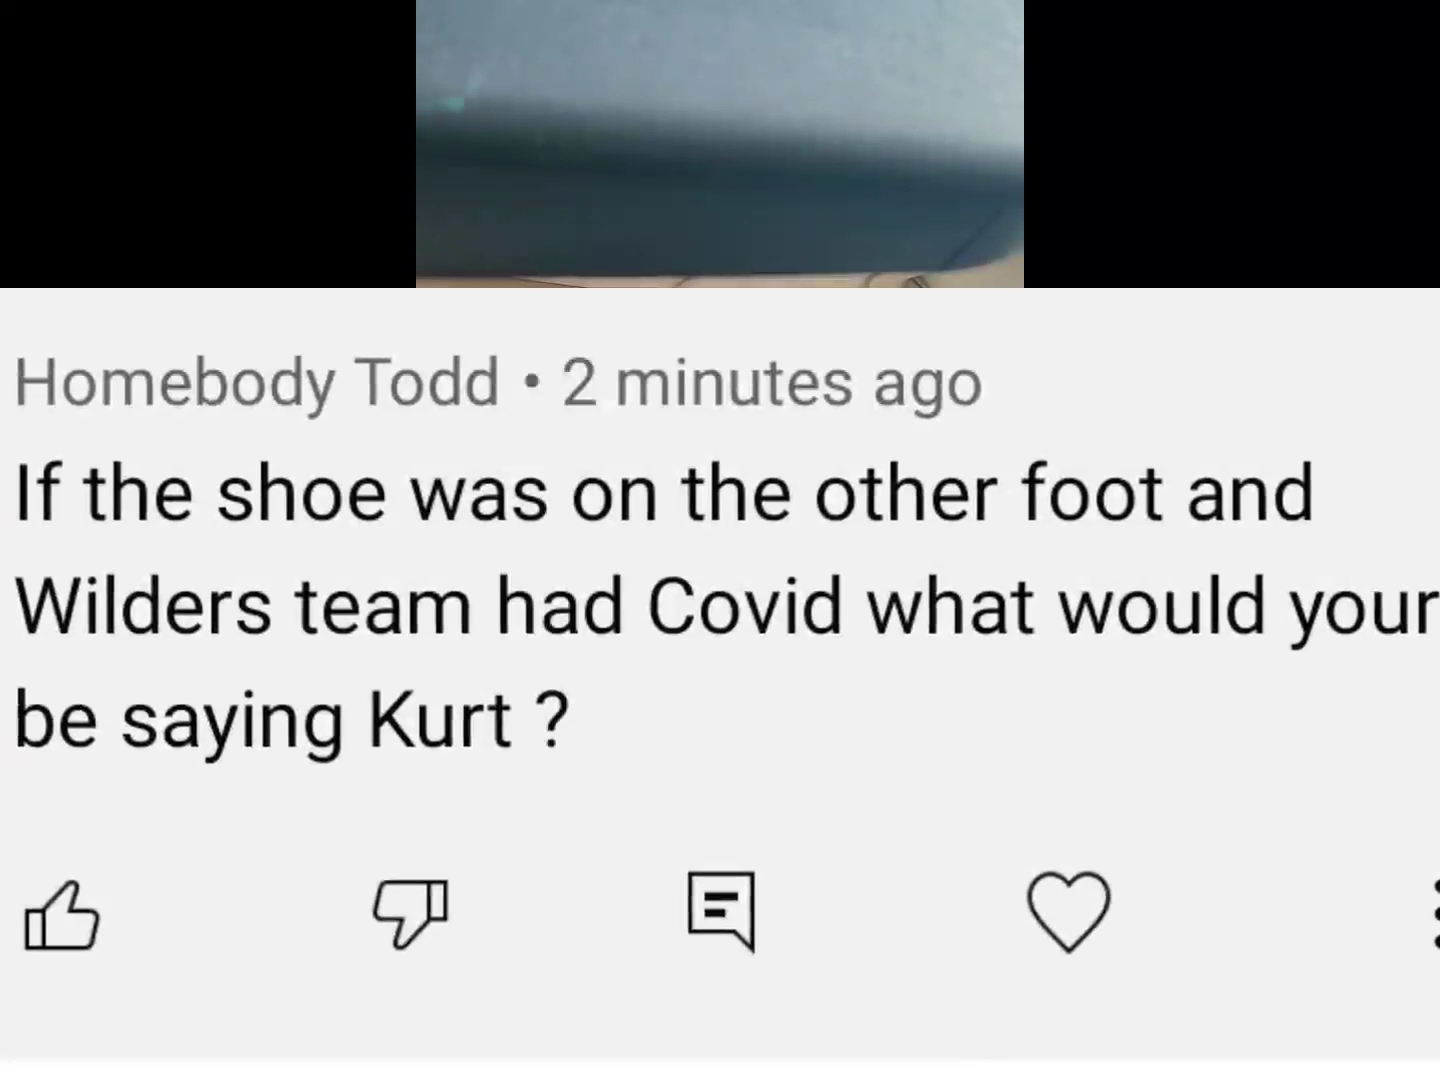 Homebody Todd • 2 minutes ago
If the shoe was on the other foot and
Wilders team had Covid what would your
be saying Kurt ?